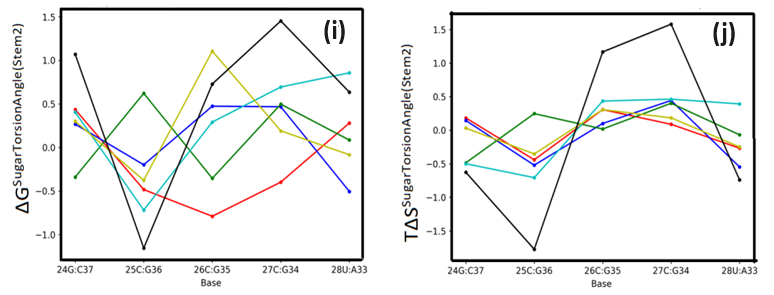 (i)
ΔG^SugarTorsionAngle(Stem2)
1.5
1.0
0.5
0.0
−0.5
−1.0
24G:C37 25C:G36 26C:G35 27C:G34 28U:A33
Base
(j)
TΔS^SugarTorsionAngle(Stem2)
1.5
1.0
0.5
0.0
−0.5
−1.0
−1.5
24G:C37 25C:G36 26C:G35 27C:G34 28U:A33
Base